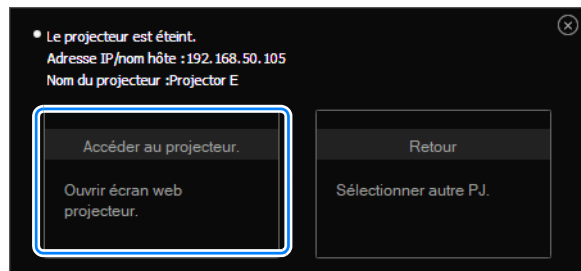 Le projecteur est éteint.
Adresse IP/nom hôte :192.168.50.105
Nom du projecteur :Projector E
Accéder au projecteur.
Ouvrir écran web
projecteur.
Retour
Sélectionner autre PJ.